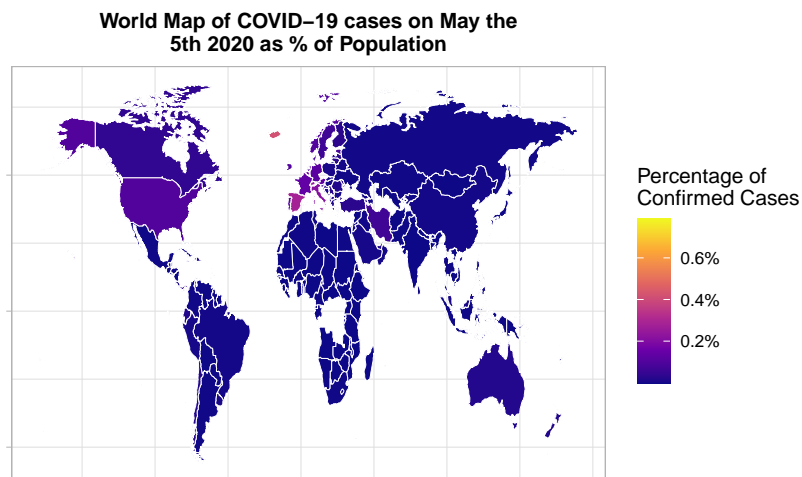 World Map of COVID−19 cases on May the
5th 2020 as % of Population
Percentage of
Confirmed Cases
0.6%
0.4%
0.2%